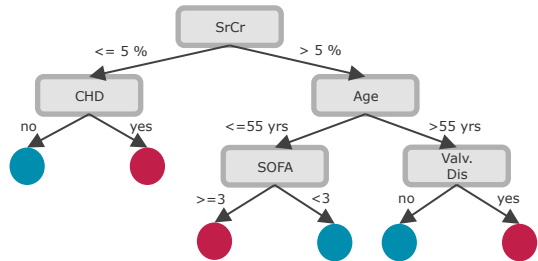 SrCr
<= 5 %
> 5 %
CHD
Age
no
yes
<=55 yrs
>55 yrs
SOFA
Valv.
Dis
>=3
<3
no
yes